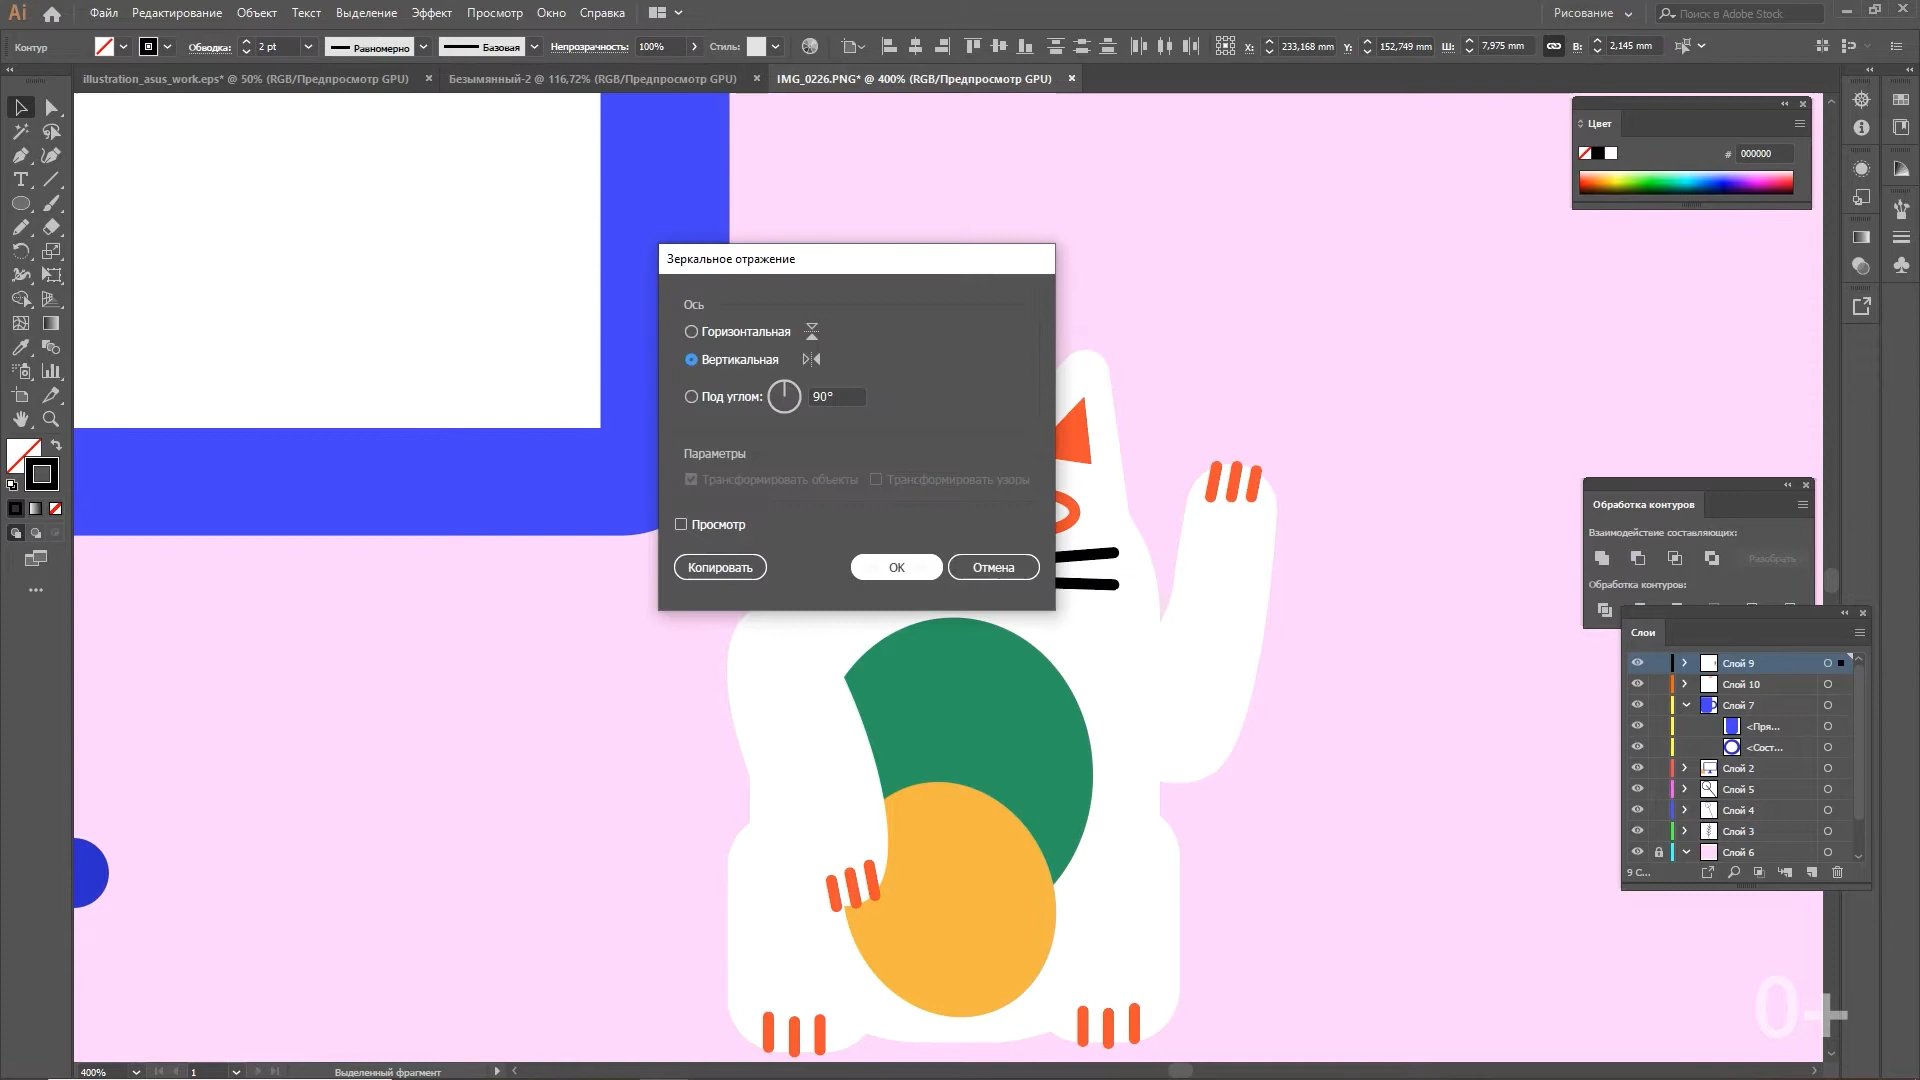 Ai
Файл Редактирование Объект Текст Выделение Эффект Просмотр Окно Справка
Рисование
Поиск в Adobe Stock
Контур
Обводка: 2 pt
Равномерно
Базовая
Непрозрачность: 100%
Стиль:
X: 233,168 mm Y: 152,749 mm Ш: 7,975 mm В: 2,145 mm
illustration_asus_work.eps* @ 50% (RGB/Предпросмотр GPU) ×
Безымянный-2 @ 116,72% (RGB/Предпросмотр GPU) ×
IMG_0226.PNG* @ 400% (RGB/Предпросмотр GPU) ×
Цвет
# 000000
Зеркальное отражение
Ось
Горизонтальная
Вертикальная
Под углом: 90°
Параметры
Трансформировать объекты Трансформировать узоры
Просмотр
Копировать OK Отмена
Обработка контуров
Взаимодействие составляющих:
Разобрать
Обработка контуров:
Слои
Слой 9
Слой 10
Слой 7
<Пря...
<Сост...
Слой 2
Слой 5
Слой 4
Слой 3
Слой 6
9 С...
0+
400% 1 Выделенный фрагмент